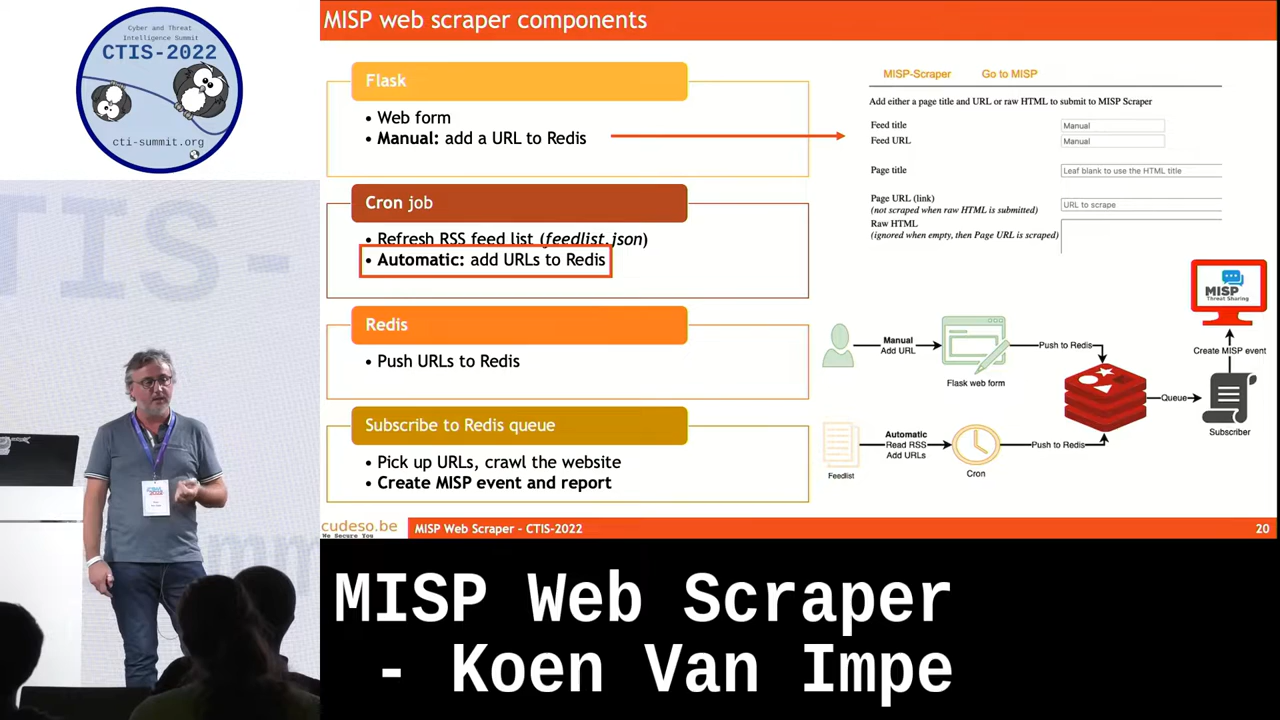 Cyber and Threat
Intelligence Summit
CTIS-2022
cti-summit.org
MISP web scraper components
Flask
• Web form
• Manual: add a URL to Redis
Cron job
• Refresh RSS feed list (feedlist.json)
• Automatic: add URLs to Redis
Redis
• Push URLs to Redis
Subscribe to Redis queue
• Pick up URLs, crawl the website
• Create MISP event and report
MISP-Scraper Go to MISP
Add either a page title and URL or raw HTML to submit to MISP Scraper
Feed title Manual
Feed URL Manual
Page title Leaf blank to use the HTML title
Page URL (link)
(not scraped when raw HTML is submitted) URL to scrape
Raw HTML
(ignored when empty, then Page URL is scraped)
MISP
Threat Sharing
Create MISP event
Manual
Add URL
Push to Redis
Flask web form
Queue
Subscriber
Automatic
Read RSS
Add URLs
Push to Redis
Feedlist
Cron
cudeso.be
We Secure You
MISP Web Scraper - CTIS-2022
20
MISP Web Scraper
- Koen Van Impe